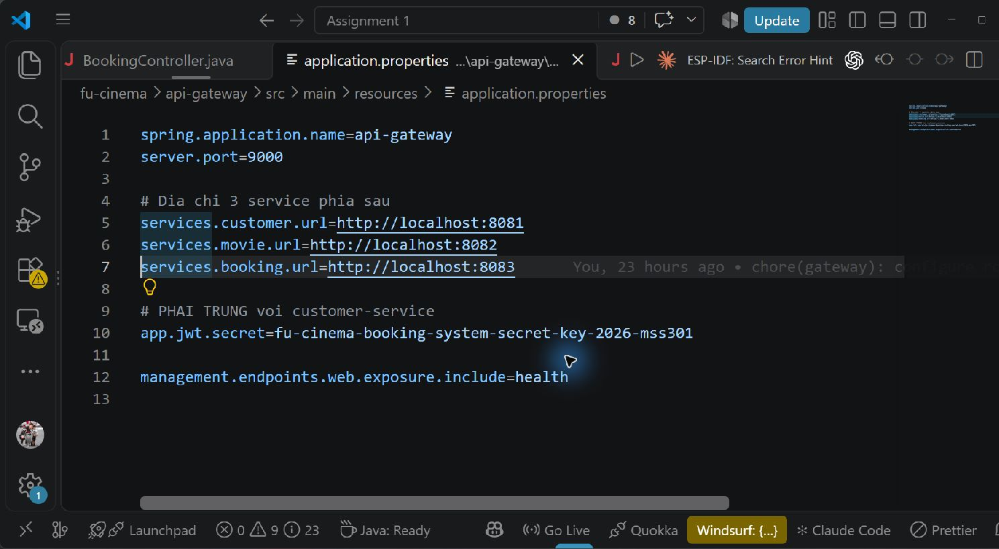 Assignment 1
8
Update
BookingController.java
application.properties ...\api-gateway\...
ESP-IDF: Search Error Hint
fu-cinema > api-gateway > src > main > resources > application.properties
1 spring.application.name=api-gateway
2 server.port=9000
3
4 # Dia chi 3 service phia sau
5 services.customer.url=http://localhost:8081
6 services.movie.url=http://localhost:8082
7 services.booking.url=http://localhost:8083 You, 23 hours ago • chore(gateway): configure
8
9 # PHAI TRUNG voi customer-service
10 app.jwt.secret=fu-cinema-booking-system-secret-key-2026-mss301
11
12 management.endpoints.web.exposure.include=health
13
1
Launchpad 0 9 23 Java: Ready Go Live Quokka Windsurf: {...} Claude Code Prettier